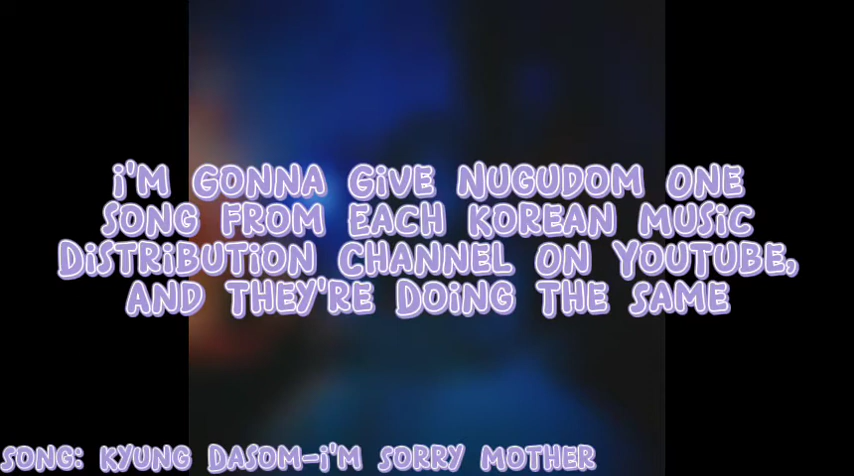 i'M GONNA GiVE NUGUDOM ONE
SONG FROM EACH KOREAN MUSiC
DiSTRiBUTiON CHANNEL ON YOUTUBE,
AND THEY'RE DOiNG THE SAME
SONG: KYUNG DASOM-i'M SORRY MOTHER